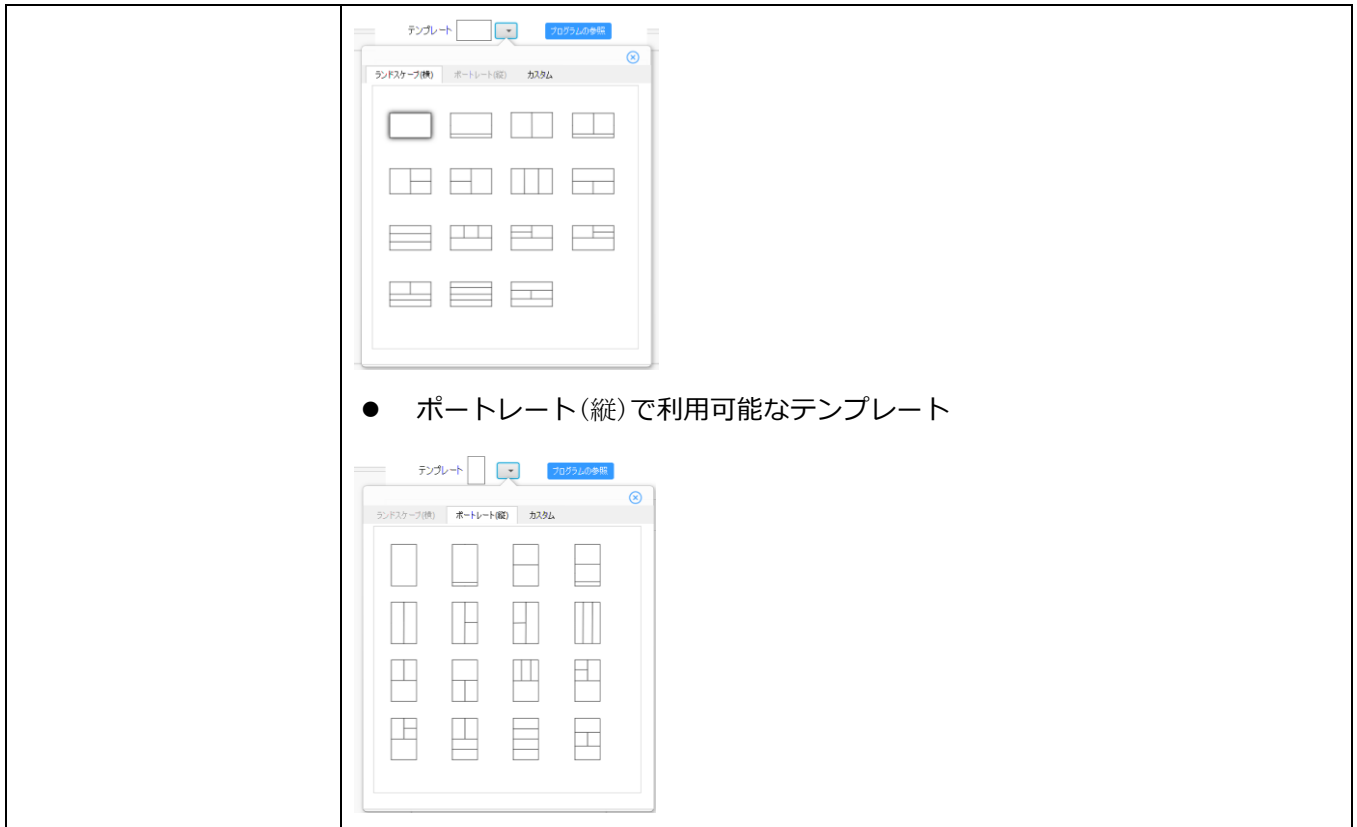 テンプレート プログラムの参照
ランドスケープ(横) ポートレート(縦) カスタム
● ポートレート(縦)で利用可能なテンプレート
テンプレート プログラムの参照
ランドスケープ(横) ポートレート(縦) カスタム